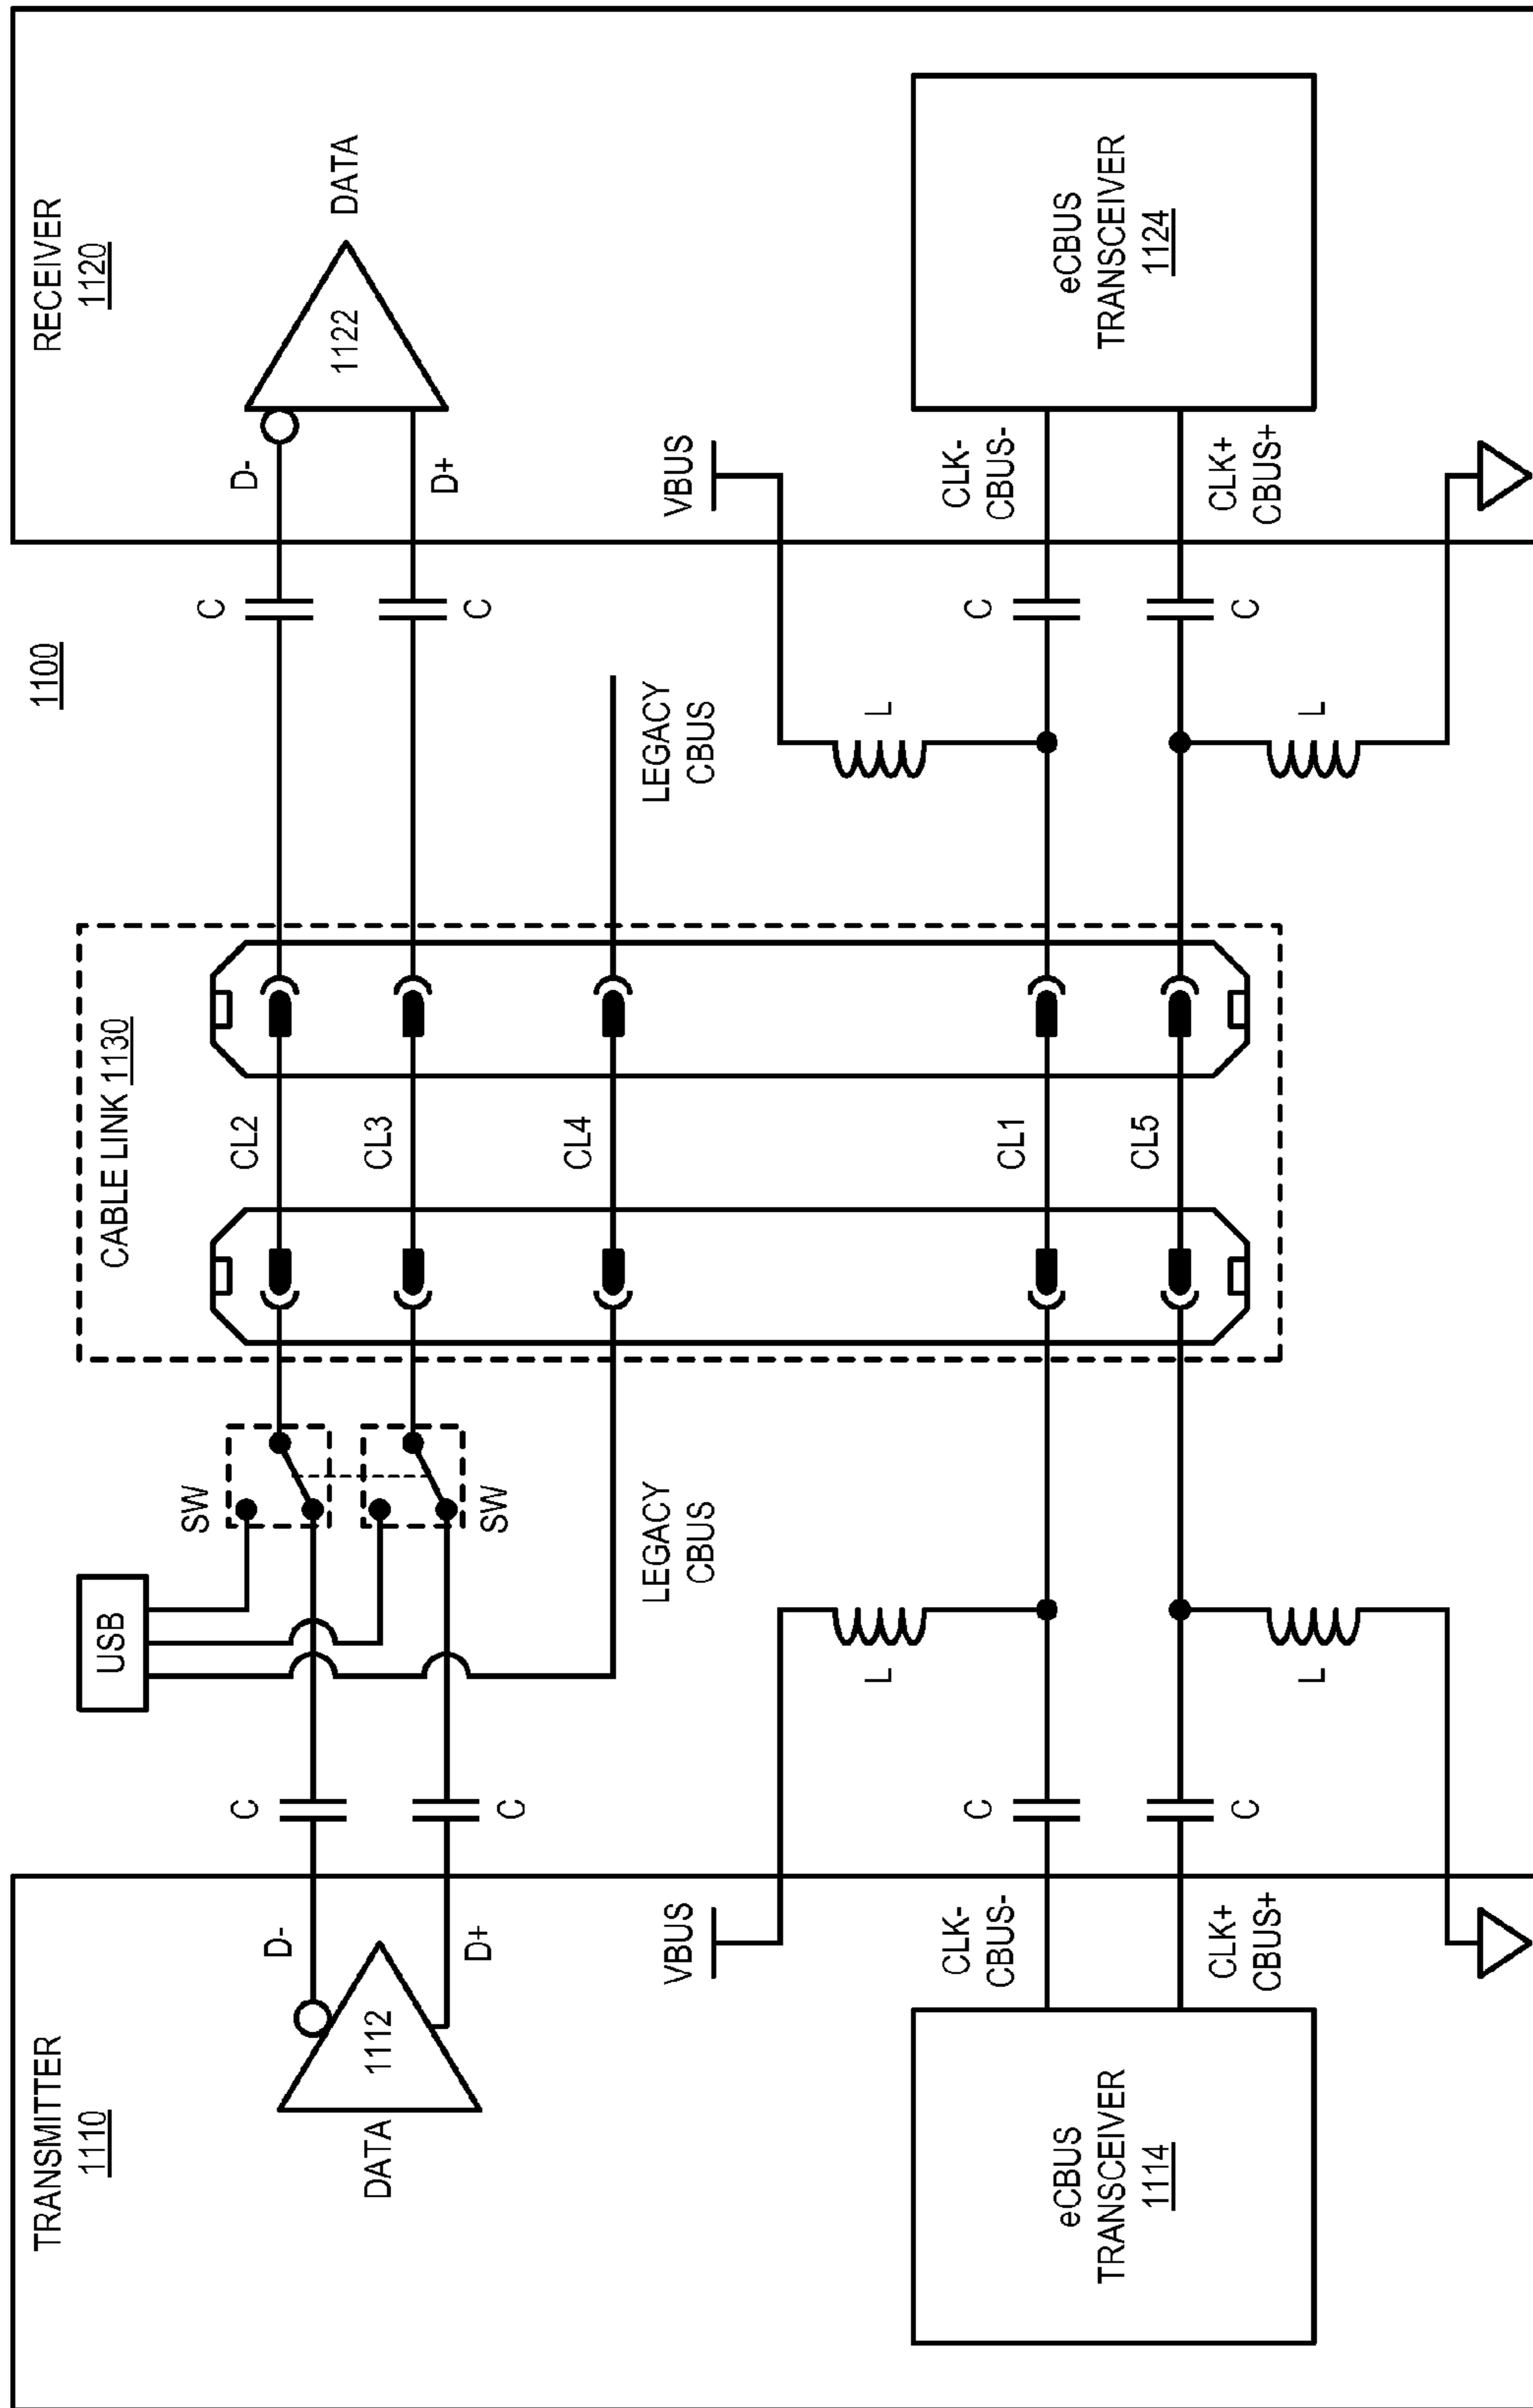 1100
TRANSMITTER
1110
DATA
1112
D-
D+
C
C
USB
SW
SW
LEGACY
CBUS
VBUS
L
CLK-
CBUS-
C
CLK+
CBUS+
C
L
eCBUS
TRANSCEIVER
1114
CABLE LINK 1130
CL2
CL3
CL4
CL1
CL5
LEGACY
CBUS
C
C
L
C
C
L
RECEIVER
1120
D-
D+
1122
DATA
VBUS
CLK-
CBUS-
CLK+
CBUS+
eCBUS
TRANSCEIVER
1124